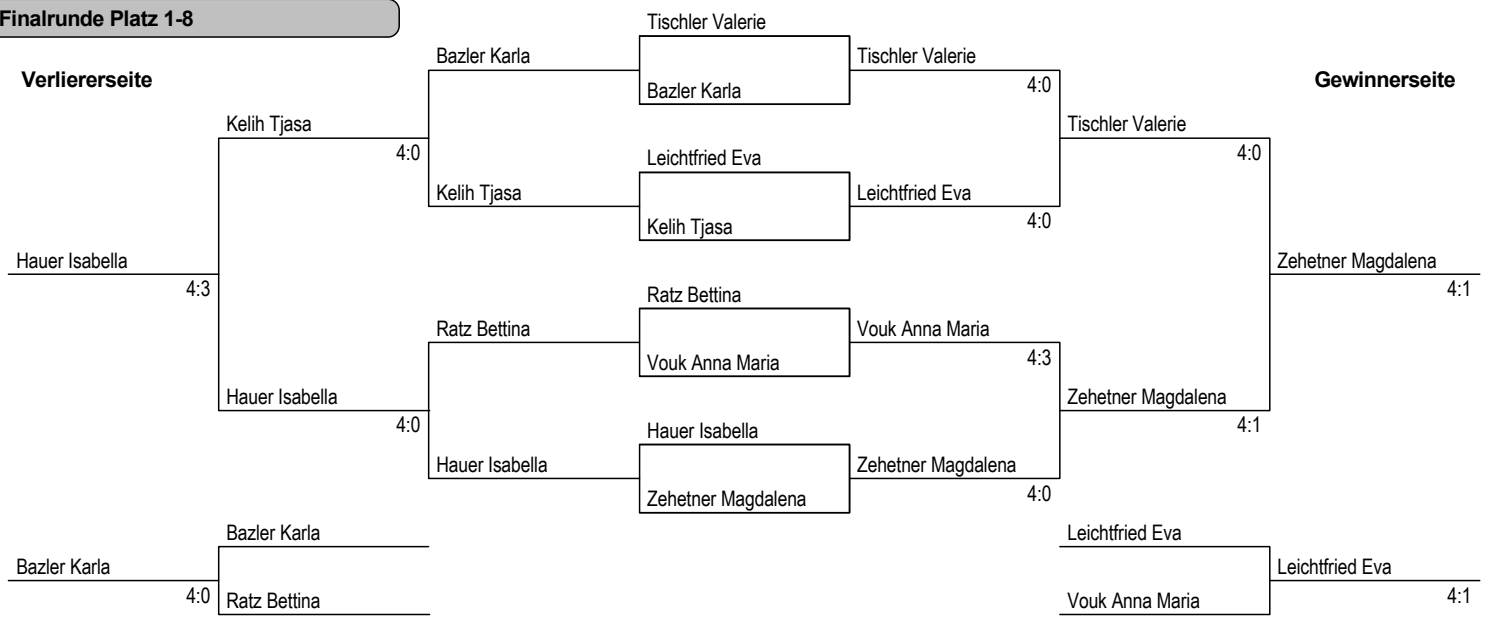 Finalrunde Platz 1-8
Tischler Valerie
Bazler Karla
Tischler Valerie
Verliererseite
4:0
Gewinnerseite
Bazler Karla
Kelih Tjasa
Tischler Valerie
4:0
Leichtfried Eva
4:0
Kelih Tjasa
Leichtfried Eva
Kelih Tjasa
4:0
Hauer Isabella
Zehetner Magdalena
4:3
Ratz Bettina
4:1
Ratz Bettina
Vouk Anna Maria
Vouk Anna Maria
4:3
Hauer Isabella
Zehetner Magdalena
4:0
Hauer Isabella
4:1
Hauer Isabella
Zehetner Magdalena
Zehetner Magdalena
4:0
Bazler Karla
Leichtfried Eva
Bazler Karla
Leichtfried Eva
4:0
Ratz Bettina
Vouk Anna Maria
4:1